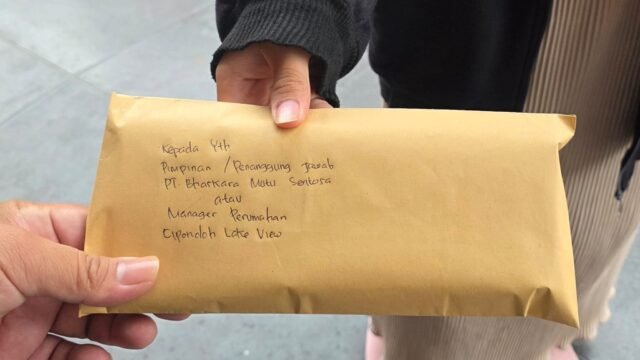 Kepada Yth
Pimpinan / Penanggung Jawab
PT. Bharkara Mutu Sentosa
atau
Manager Perumahan
Cipondoh Lake View